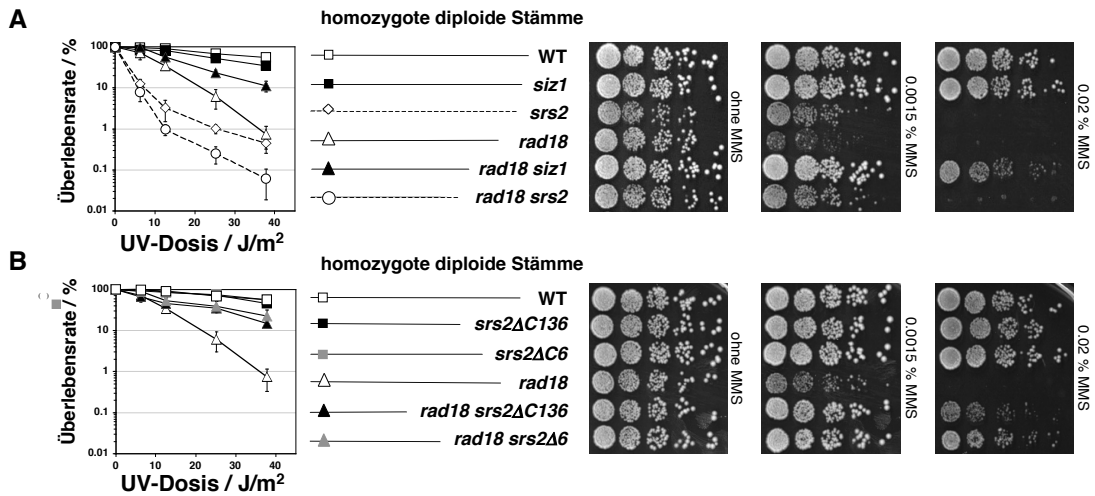 A
homozygote diploide Stämme
Überlebensrate / %
100
10
1
0.1
0.01
0 10 20 30 40
UV-Dosis / J/m2
WT
siz1
srs2
rad18
rad18 siz1
rad18 srs2
ohne MMS
0.0015 % MMS
0.02 % MMS
B
homozygote diploide Stämme
Überlebensrate / %
100
10
1
0.1
0.01
0 10 20 30 40
UV-Dosis / J/m2
WT
srs2ΔC136
srs2ΔC6
rad18
rad18 srs2ΔC136
rad18 srs2Δ6
ohne MMS
0.0015 % MMS
0.02 % MMS